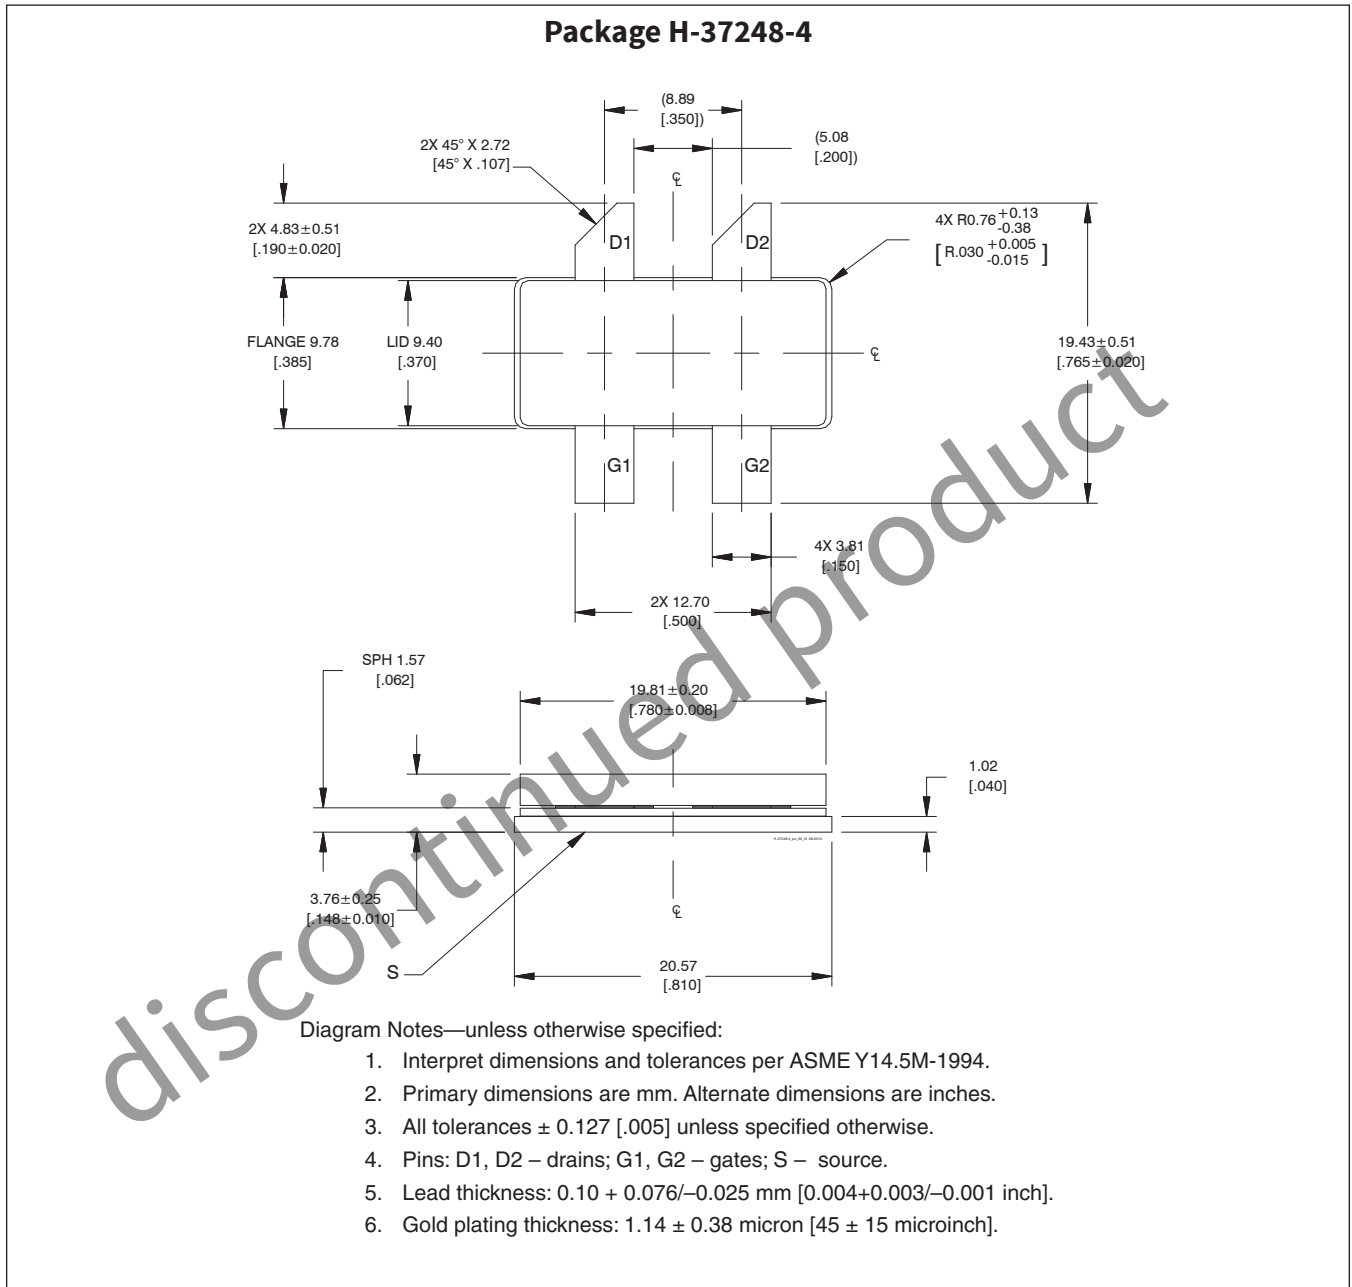 Package H-37248-4
(8.89
[.350])
(5.08
[.200])
2X 45° X 2.72
[45° X .107]
℄
2X 4.83±0.51
[.190±0.020]
D1
D2
4X R0.76 +0.13
-0.38
[ R.030 +0.005
-0.015 ]
FLANGE 9.78
[.385]
LID 9.40
[.370]
℄
19.43±0.51
[.765±0.020]
G1
G2
4X 3.81
[.150]
2X 12.70
[.500]
SPH 1.57
[.062]
19.81±0.20
[.780±0.008]
1.02
[.040]
3.76±0.25
[.148±0.010]
℄
S
20.57
[.810]
discontinued product
Diagram Notes—unless otherwise specified:
1. Interpret dimensions and tolerances per ASME Y14.5M-1994.
2. Primary dimensions are mm. Alternate dimensions are inches.
3. All tolerances ± 0.127 [.005] unless specified otherwise.
4. Pins: D1, D2 – drains; G1, G2 – gates; S – source.
5. Lead thickness: 0.10 + 0.076/–0.025 mm [0.004+0.003/–0.001 inch].
6. Gold plating thickness: 1.14 ± 0.38 micron [45 ± 15 microinch].